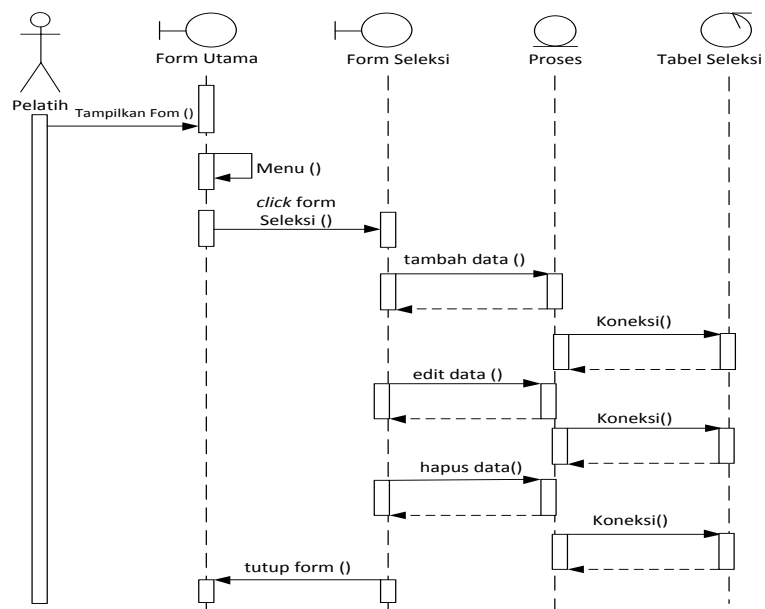 Pelatih
Form Utama
Form Seleksi
Proses
Tabel Seleksi
Tampilkan Fom ()
Menu ()
click form
Seleksi ()
tambah data ()
Koneksi()
edit data ()
Koneksi()
hapus data()
Koneksi()
tutup form ()